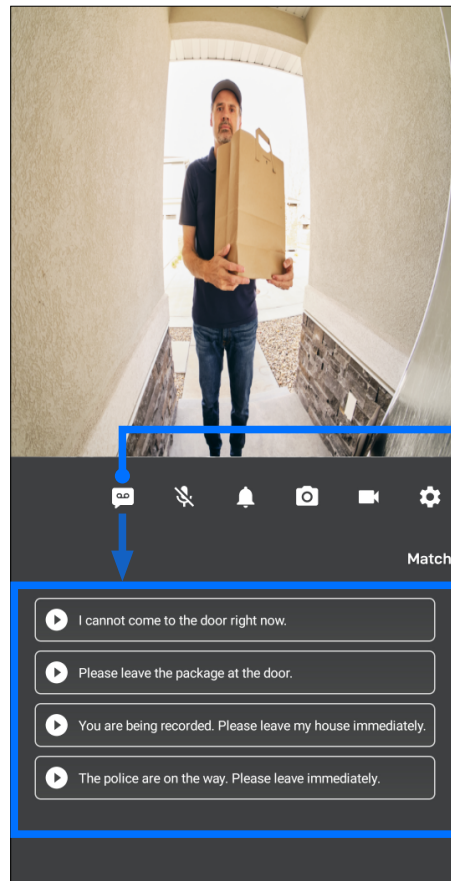 Match
I cannot come to the door right now.
Please leave the package at the door.
You are being recorded. Please leave my house immediately.
The police are on the way. Please leave immediately.